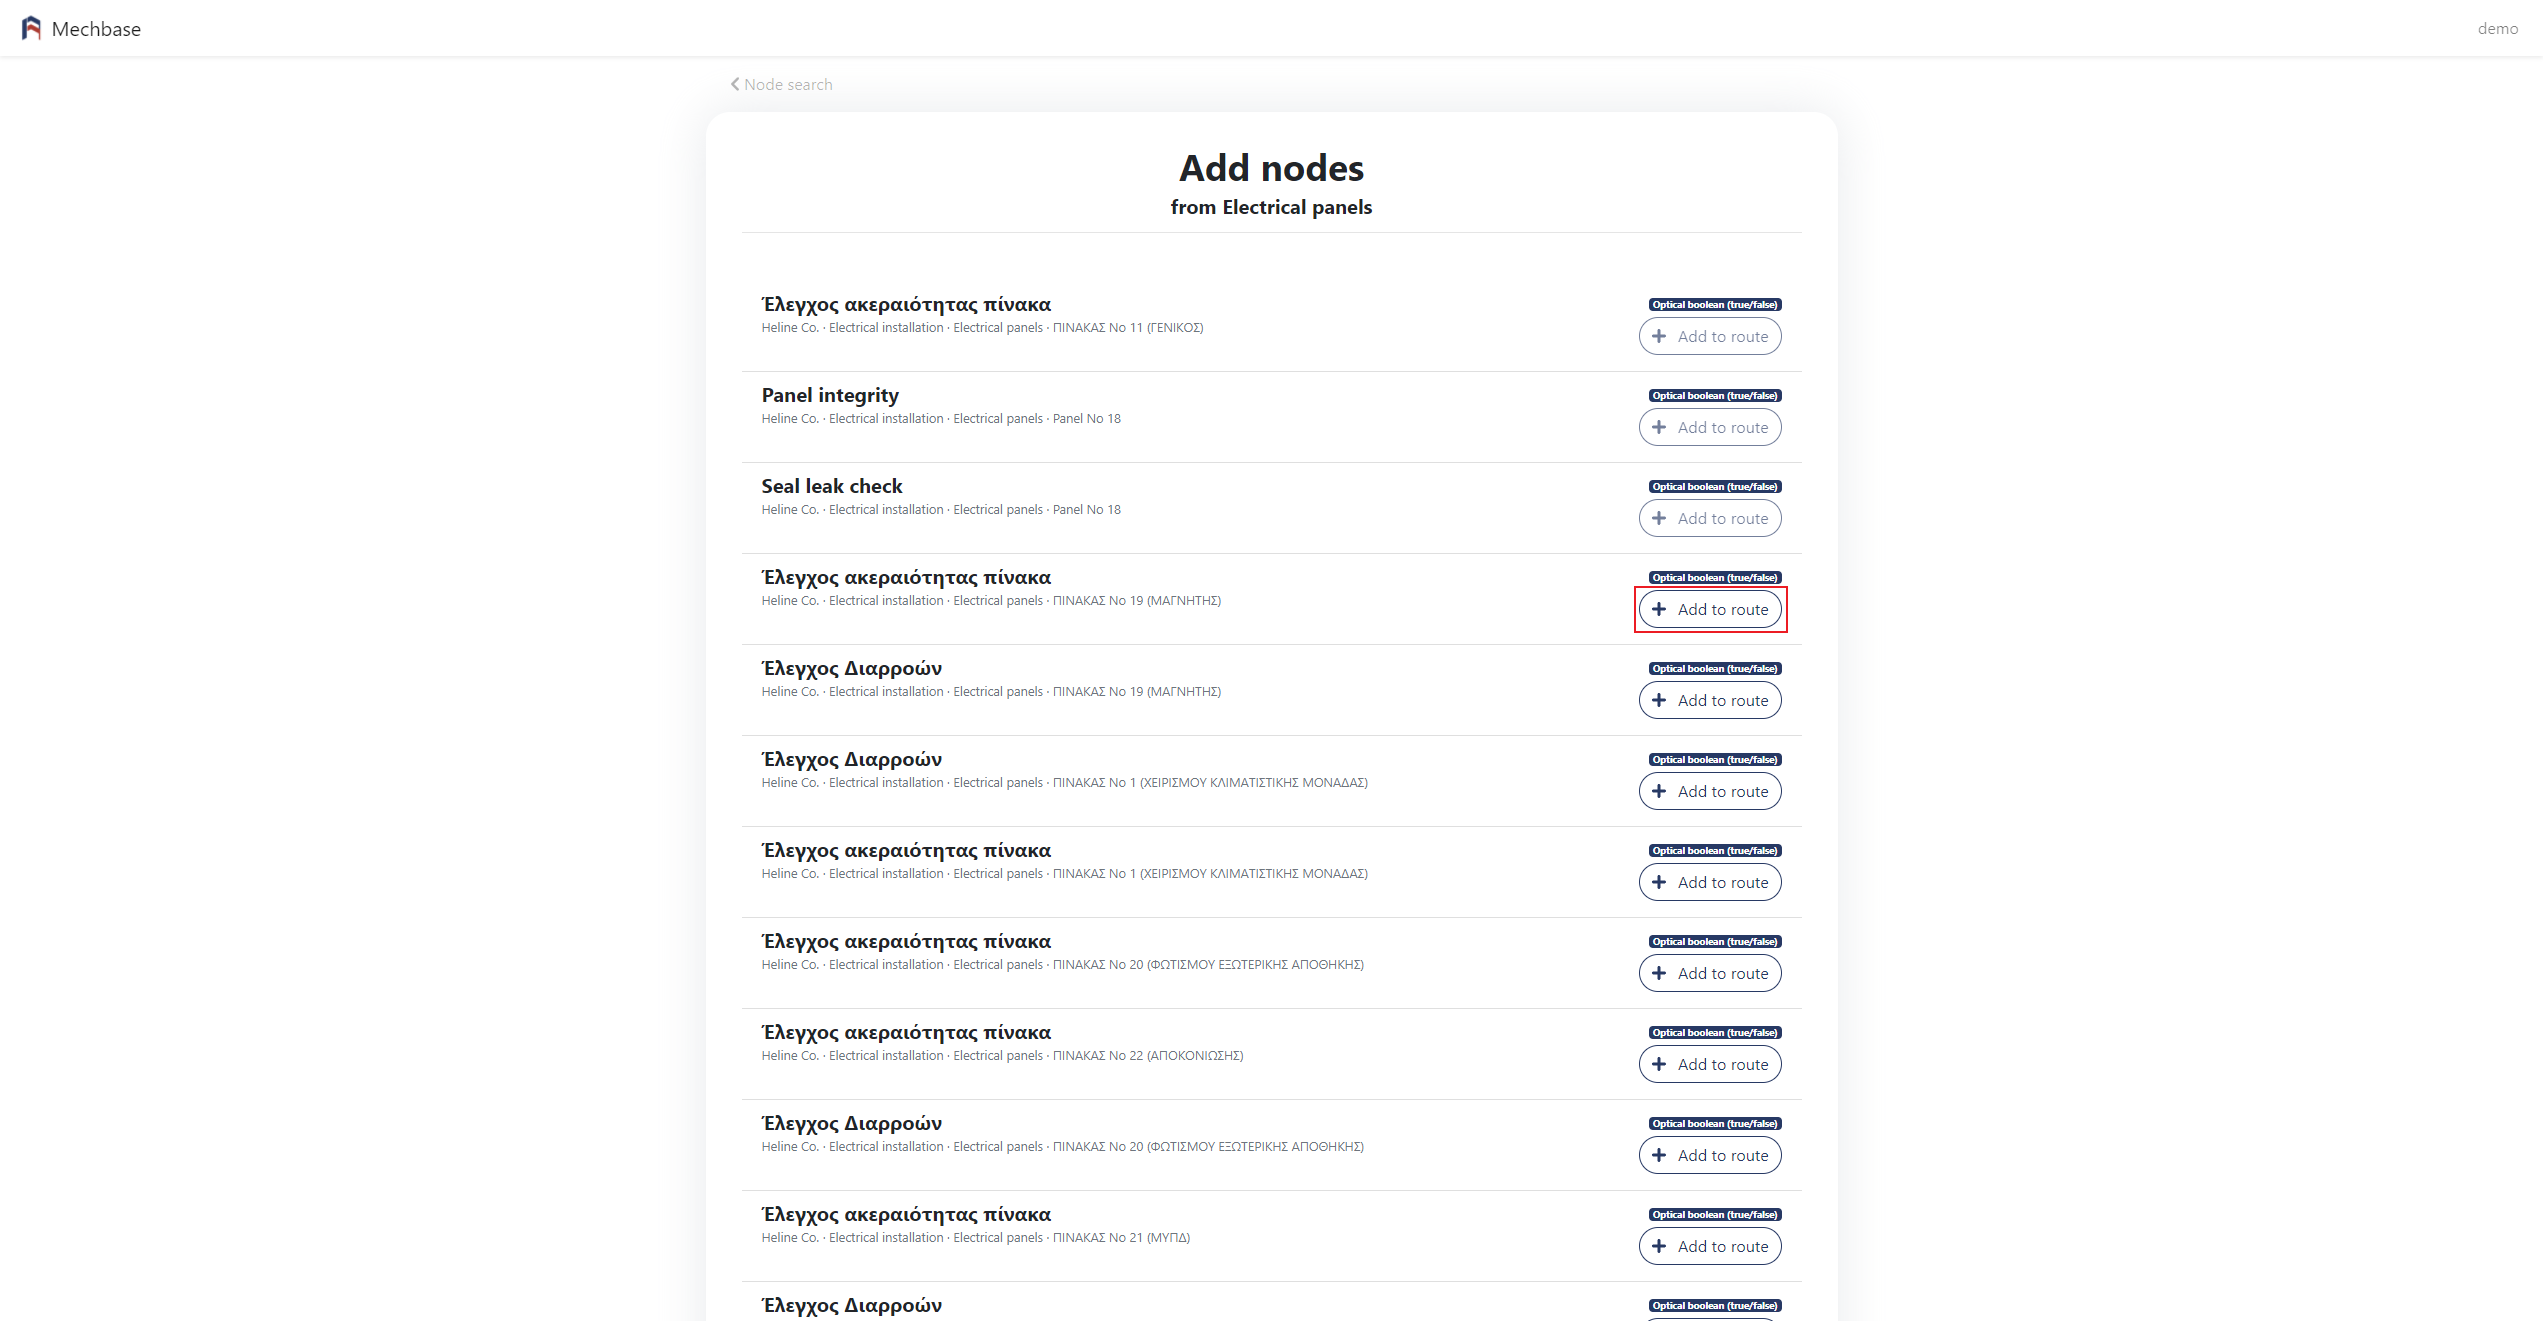 Mechbase
demo
Node search
Add nodes
from Electrical panels
Έλεγχος ακεραιότητας πίνακα
Optical boolean (true/false)
Heline Co. · Electrical installation · Electrical panels · ΠΙΝΑΚΑΣ Νο 11 (ΓΕΝΙΚΟΣ)
Add to route
Panel integrity
Optical boolean (true/false)
Heline Co. · Electrical installation · Electrical panels · Panel No 18
Add to route
Seal leak check
Optical boolean (true/false)
Heline Co. · Electrical installation · Electrical panels · Panel No 18
Add to route
Έλεγχος ακεραιότητας πίνακα
Optical boolean (true/false)
Heline Co. · Electrical installation · Electrical panels · ΠΙΝΑΚΑΣ Νο 19 (ΜΑΓΝΗΤΗΣ)
Add to route
Έλεγχος Διαρροών
Optical boolean (true/false)
Heline Co. · Electrical installation · Electrical panels · ΠΙΝΑΚΑΣ Νο 19 (ΜΑΓΝΗΤΗΣ)
Add to route
Έλεγχος Διαρροών
Optical boolean (true/false)
Heline Co. · Electrical installation · Electrical panels · ΠΙΝΑΚΑΣ Νο 1 (ΧΕΙΡΙΣΜΟΥ ΚΛΙΜΑΤΙΣΤΙΚΗΣ ΜΟΝΑΔΑΣ)
Add to route
Έλεγχος ακεραιότητας πίνακα
Optical boolean (true/false)
Heline Co. · Electrical installation · Electrical panels · ΠΙΝΑΚΑΣ Νο 1 (ΧΕΙΡΙΣΜΟΥ ΚΛΙΜΑΤΙΣΤΙΚΗΣ ΜΟΝΑΔΑΣ)
Add to route
Έλεγχος ακεραιότητας πίνακα
Optical boolean (true/false)
Heline Co. · Electrical installation · Electrical panels · ΠΙΝΑΚΑΣ Νο 20 (ΦΩΤΙΣΜΟΥ ΕΞΩΤΕΡΙΚΗΣ ΑΠΟΘΗΚΗΣ)
Add to route
Έλεγχος ακεραιότητας πίνακα
Optical boolean (true/false)
Heline Co. · Electrical installation · Electrical panels · ΠΙΝΑΚΑΣ Νο 22 (ΑΠΟΚΟΝΙΩΣΗΣ)
Add to route
Έλεγχος Διαρροών
Optical boolean (true/false)
Heline Co. · Electrical installation · Electrical panels · ΠΙΝΑΚΑΣ Νο 20 (ΦΩΤΙΣΜΟΥ ΕΞΩΤΕΡΙΚΗΣ ΑΠΟΘΗΚΗΣ)
Add to route
Έλεγχος ακεραιότητας πίνακα
Optical boolean (true/false)
Heline Co. · Electrical installation · Electrical panels · ΠΙΝΑΚΑΣ Νο 21 (ΜΥΠΔ)
Add to route
Έλεγχος Διαρροών
Optical boolean (true/false)